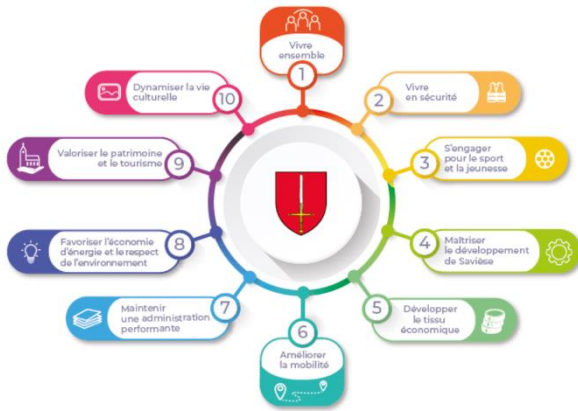 Vivre
ensemble
1
2
Vivre
en sécurité
3
S'engager
pour le sport
et la jeunesse
4
Maîtriser
le développement
de Savièse
5
Développer
le tissu
économique
6
Améliorer
la mobilité
7
Maintenir
une administration
performante
8
Favoriser l'économie
d'énergie et le respect
de l'environnement
9
Valoriser le patrimoine
et le tourisme
10
Dynamiser la vie
culturelle